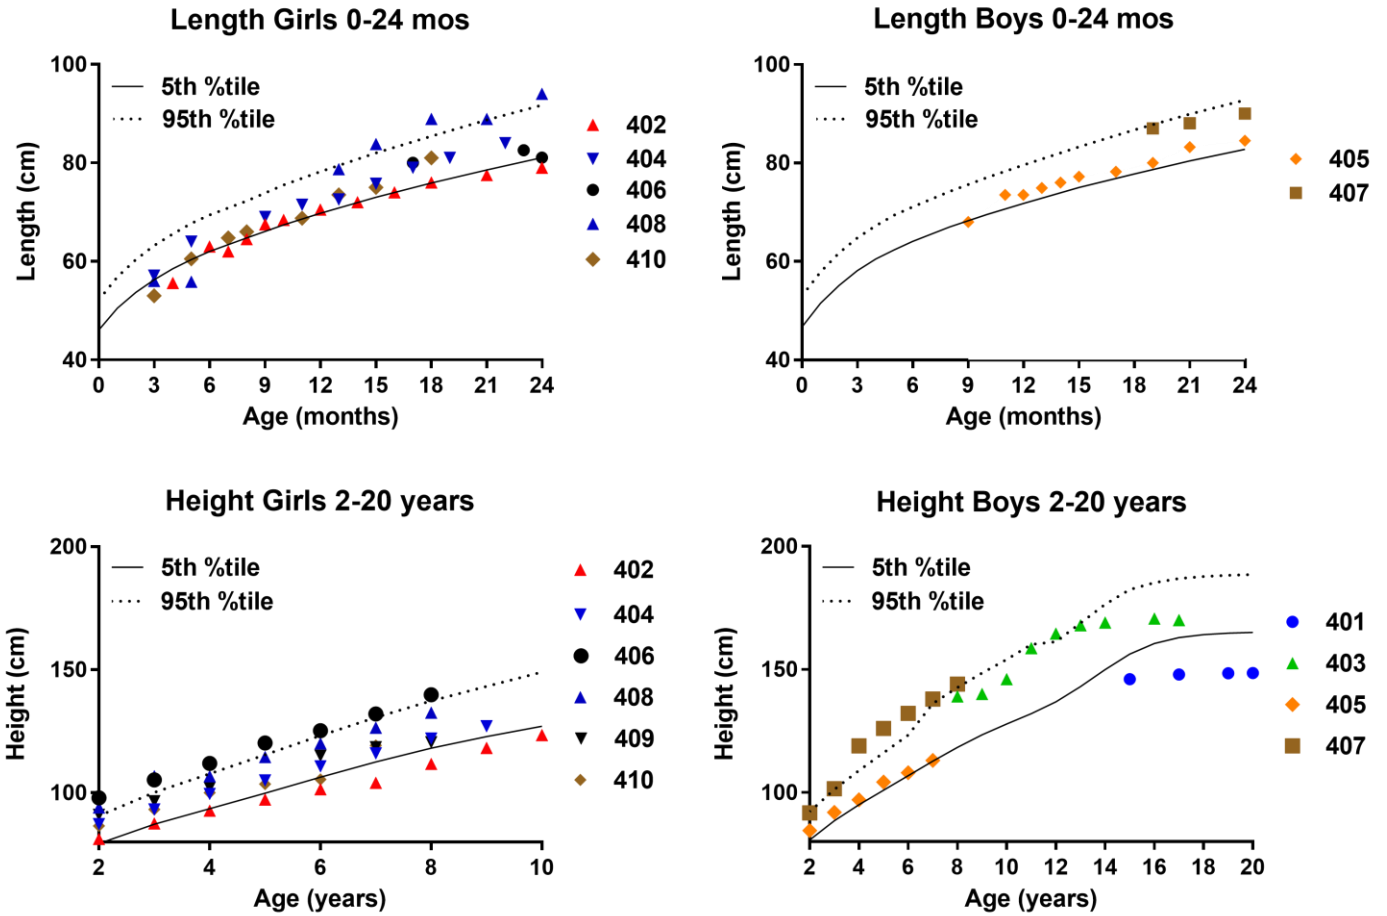 Length Girls 0-24 mos
100
80
60
40
Length (cm)
5th %tile
95th %tile
0 3 6 9 12 15 18 21 24
Age (months)
402
404
406
408
410
Length Boys 0-24 mos
100
80
60
40
Length (cm)
5th %tile
95th %tile
0 3 6 9 12 15 18 21 24
Age (months)
405
407
Height Girls 2-20 years
200
150
100
Height (cm)
5th %tile
95th %tile
2 4 6 8 10
Age (years)
402
404
406
408
409
410
Height Boys 2-20 years
200
150
100
Height (cm)
5th %tile
95th %tile
2 4 6 8 10 12 14 16 18 20
Age (years)
401
403
405
407